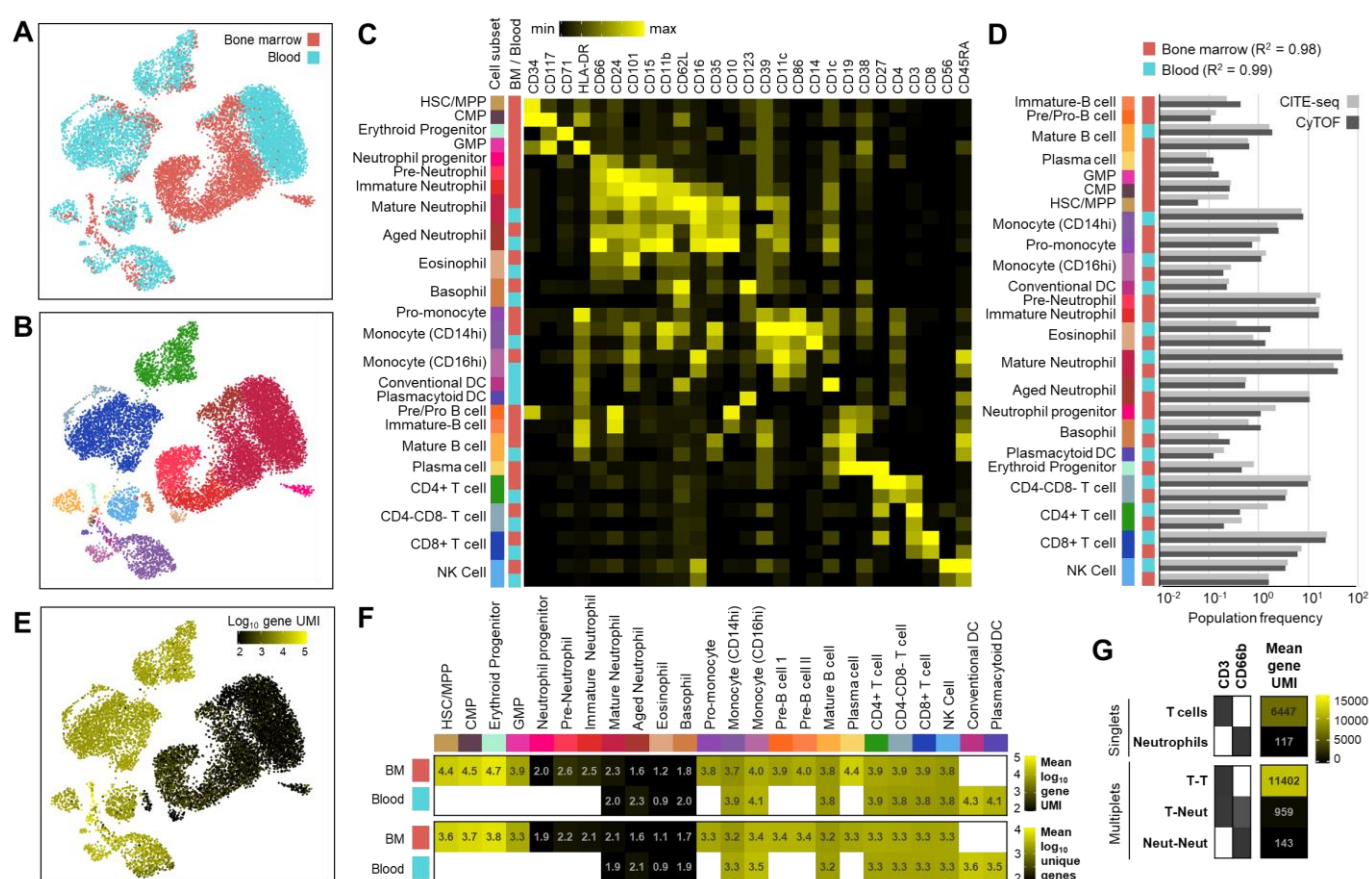 A
Bone marrow
Blood
B
C
min max
Cell subset
BM / Blood
CD34
CD117
CD71
HLA-DR
CD66
CD24
CD101
CD15
CD11b
CD62L
CD16
CD35
CD10
CD123
CD39
CD11c
CD86
CD14
CD1c
CD19
CD38
CD27
CD4
CD3
CD8
CD56
CD45RA
HSC/MPP
CMP
Erythroid Progenitor
GMP
Neutrophil progenitor
Pre-Neutrophil
Immature Neutrophil
Mature Neutrophil
Aged Neutrophil
Eosinophil
Basophil
Pro-monocyte
Monocyte (CD14hi)
Monocyte (CD16hi)
Conventional DC
Plasmacytoid DC
Pre/Pro B cell
Immature-B cell
Mature B cell
Plasma cell
CD4+ T cell
CD4-CD8- T cell
CD8+ T cell
NK Cell
D
Bone marrow (R² = 0.98)
Blood (R² = 0.99)
CITE-seq
CyTOF
Immature-B cell
Pre/Pro-B cell
Mature B cell
Plasma cell
GMP
CMP
HSC/MPP
Monocyte (CD14hi)
Pro-monocyte
Monocyte (CD16hi)
Conventional DC
Pre-Neutrophil
Immature Neutrophil
Eosinophil
Mature Neutrophil
Aged Neutrophil
Neutrophil progenitor
Basophil
Plasmacytoid DC
Erythroid Progenitor
CD4-CD8- T cell
CD4+ T cell
CD8+ T cell
NK Cell
10⁻² 10⁻¹ 10⁰ 10¹ 10²
Population frequency
E
Log₁₀ gene UMI
2 3 4 5
F
HSC/MPP
CMP
Erythroid Progenitor
GMP
Neutrophil progenitor
Pre-Neutrophil
Immature Neutrophil
Mature Neutrophil
Aged Neutrophil
Eosinophil
Basophil
Pro-monocyte
Monocyte (CD14hi)
Monocyte (CD16hi)
Pre-B cell 1
Pre-B cell II
Mature B cell
Plasma cell
CD4+ T cell
CD4-CD8- T cell
CD8+ T cell
NK Cell
Conventional DC
Plasmacytoid DC
BM 4.4 4.5 4.7 3.9 2.0 2.6 2.5 2.3 1.6 1.2 1.8 3.8 3.7 4.0 3.9 4.0 3.8 4.4 3.9 3.9 3.9 3.8
Blood 2.0 2.3 0.9 2.0 3.9 4.1 3.8 3.9 3.8 3.8 3.8 4.3 4.1
5
4
3
2
Mean
log₁₀
gene
UMI
BM 3.6 3.7 3.8 3.3 1.9 2.2 2.1 2.1 1.6 1.1 1.7 3.3 3.2 3.4 3.4 3.4 3.2 3.4 3.3 3.3 3.3 3.3
Blood 1.9 2.1 0.9 1.9 3.3 3.5 3.2 3.3 3.3 3.3 3.3 3.6 3.5
4
3
2
Mean
log₁₀
unique
genes
G
CD3
CD66b
Mean
gene
UMI
Singlets
T cells 6447
Neutrophils 117
Multiplets
T-T 11402
T-Neut 959
Neut-Neut 143
15000
10000
5000
0